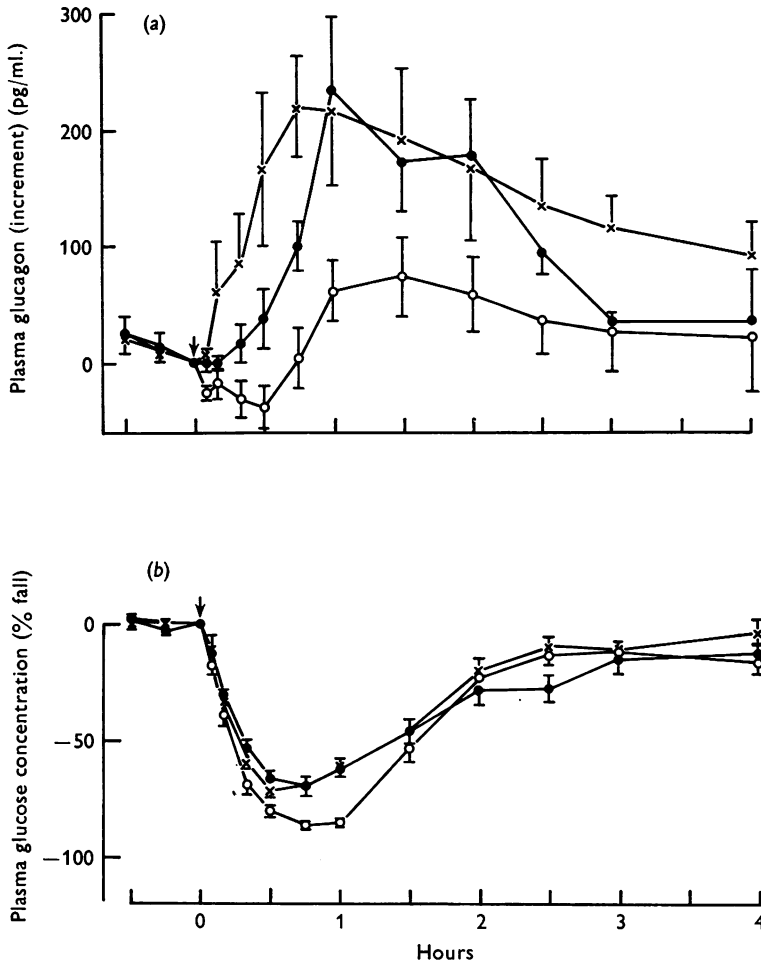 (a)
Plasma glucagon (increment) (pg/ml.)
300
200
100
0
(b)
Plasma glucose concentration (% fall)
0
−50
−100
0 1 2 3 4
Hours